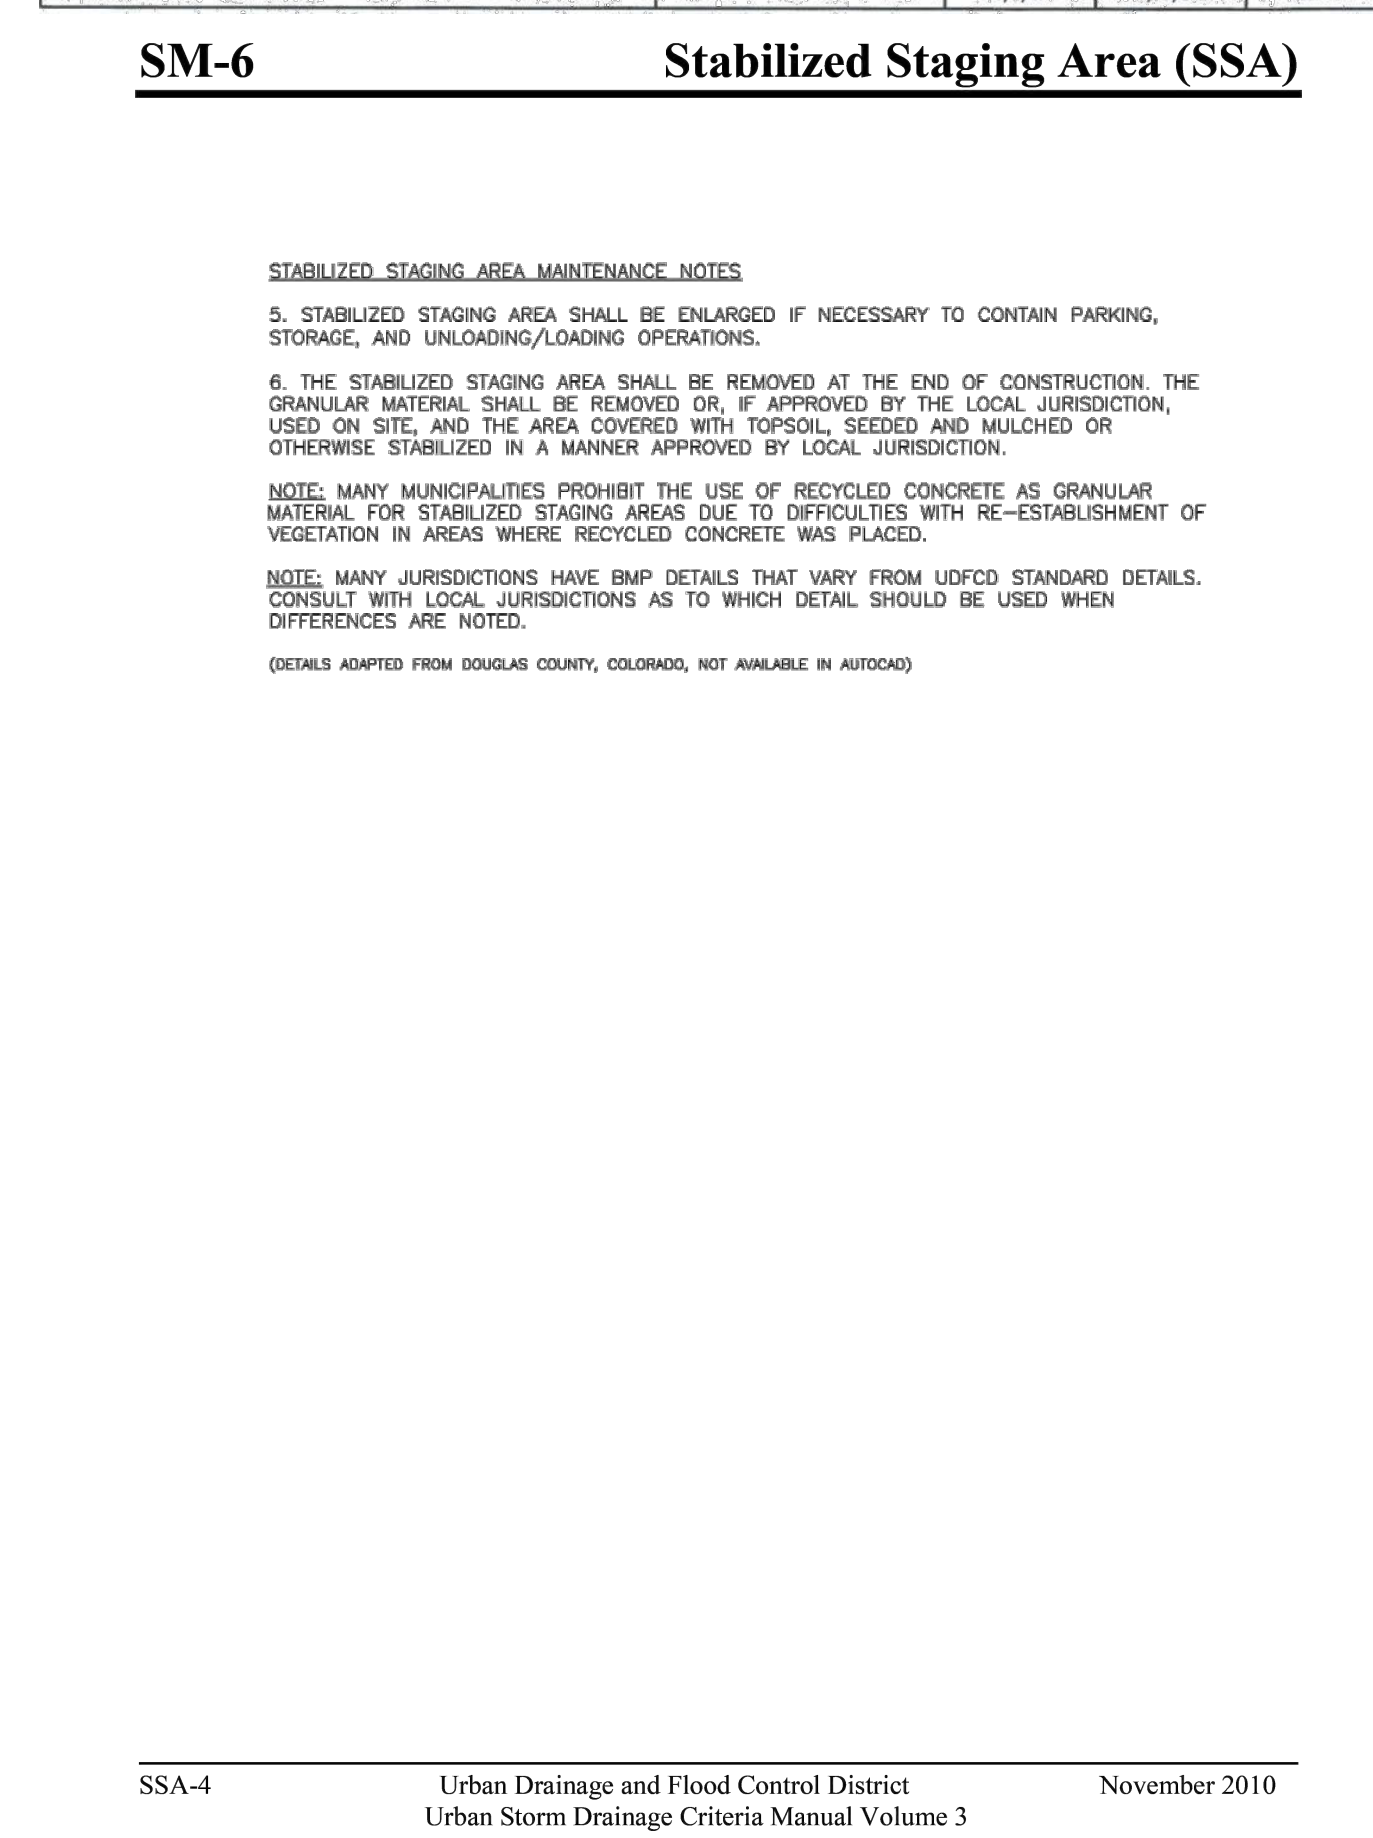 SM-6 Stabilized Staging Area (SSA)
STABILIZED STAGING AREA MAINTENANCE NOTES
5. STABILIZED STAGING AREA SHALL BE ENLARGED IF NECESSARY TO CONTAIN PARKING,
STORAGE, AND UNLOADING/LOADING OPERATIONS.
6. THE STABILIZED STAGING AREA SHALL BE REMOVED AT THE END OF CONSTRUCTION. THE
GRANULAR MATERIAL SHALL BE REMOVED OR, IF APPROVED BY THE LOCAL JURISDICTION,
USED ON SITE, AND THE AREA COVERED WITH TOPSOIL, SEEDED AND MULCHED OR
OTHERWISE STABILIZED IN A MANNER APPROVED BY LOCAL JURISDICTION.
NOTE: MANY MUNICIPALITIES PROHIBIT THE USE OF RECYCLED CONCRETE AS GRANULAR
MATERIAL FOR STABILIZED STAGING AREAS DUE TO DIFFICULTIES WITH RE-ESTABLISHMENT OF
VEGETATION IN AREAS WHERE RECYCLED CONCRETE WAS PLACED.
NOTE: MANY JURISDICTIONS HAVE BMP DETAILS THAT VARY FROM UDFCD STANDARD DETAILS.
CONSULT WITH LOCAL JURISDICTIONS AS TO WHICH DETAIL SHOULD BE USED WHEN
DIFFERENCES ARE NOTED.
(DETAILS ADAPTED FROM DOUGLAS COUNTY, COLORADO, NOT AVAILABLE IN AUTOCAD)
SSA-4 Urban Drainage and Flood Control District November 2010
Urban Storm Drainage Criteria Manual Volume 3